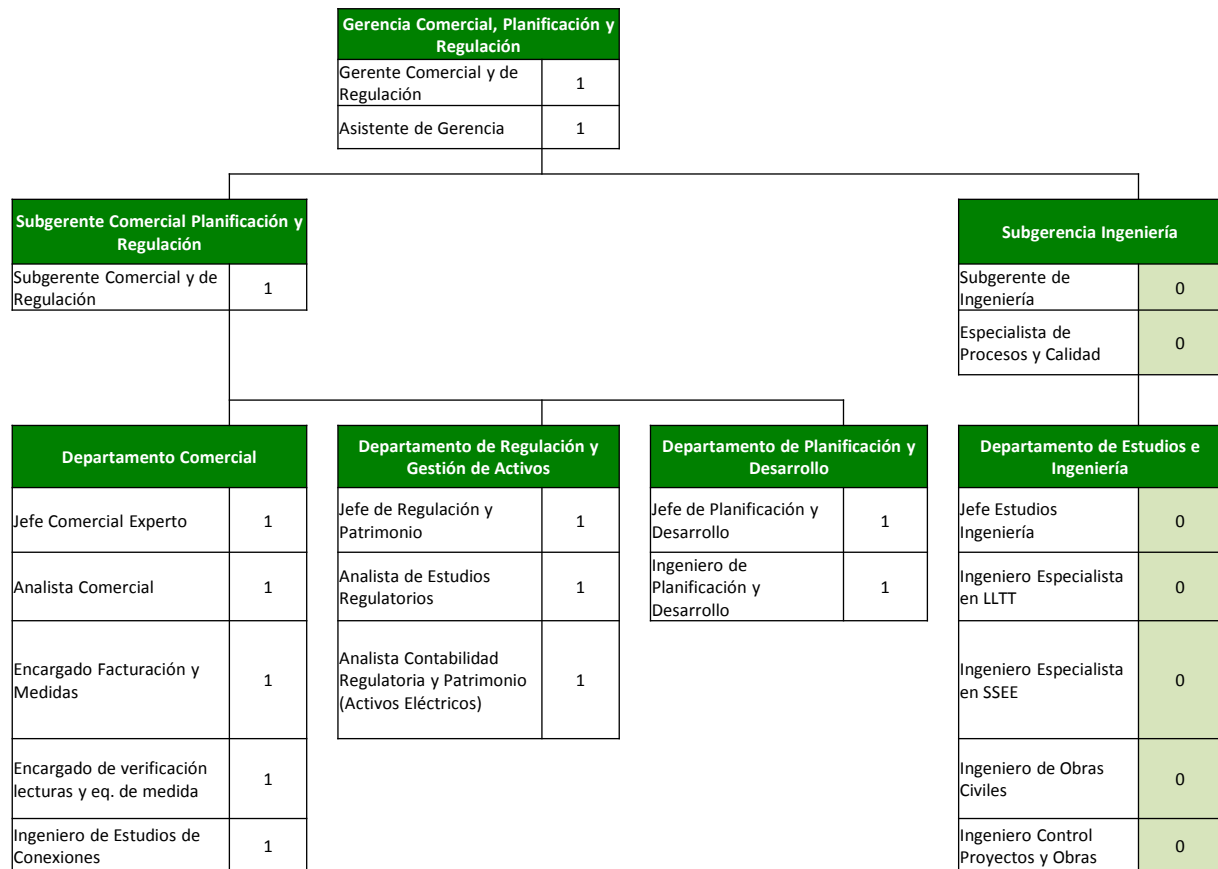 Gerencia Comercial, Planificación y
Regulación
Gerente Comercial y de
Regulación
1
Asistente de Gerencia
1
Subgerente Comercial Planificación y
Regulación
Subgerente Comercial y de
Regulación
1
Subgerencia Ingeniería
Subgerente de
Ingeniería
0
Especialista de
Procesos y Calidad
0
Departamento Comercial
Jefe Comercial Experto
1
Analista Comercial
1
Encargado Facturación y
Medidas
1
Encargado de verificación
lecturas y eq. de medida
1
Ingeniero de Estudios de
Conexiones
1
Departamento de Regulación y
Gestión de Activos
Jefe de Regulación y
Patrimonio
1
Analista de Estudios
Regulatorios
1
Analista Contabilidad
Regulatoria y Patrimonio
(Activos Eléctricos)
1
Departamento de Planificación y
Desarrollo
Jefe de Planificación y
Desarrollo
1
Ingeniero de
Planificación y
Desarrollo
1
Departamento de Estudios e
Ingeniería
Jefe Estudios
Ingeniería
0
Ingeniero Especialista
en LLTT
0
Ingeniero Especialista
en SSEE
0
Ingeniero de Obras
Civiles
0
Ingeniero Control
Proyectos y Obras
0